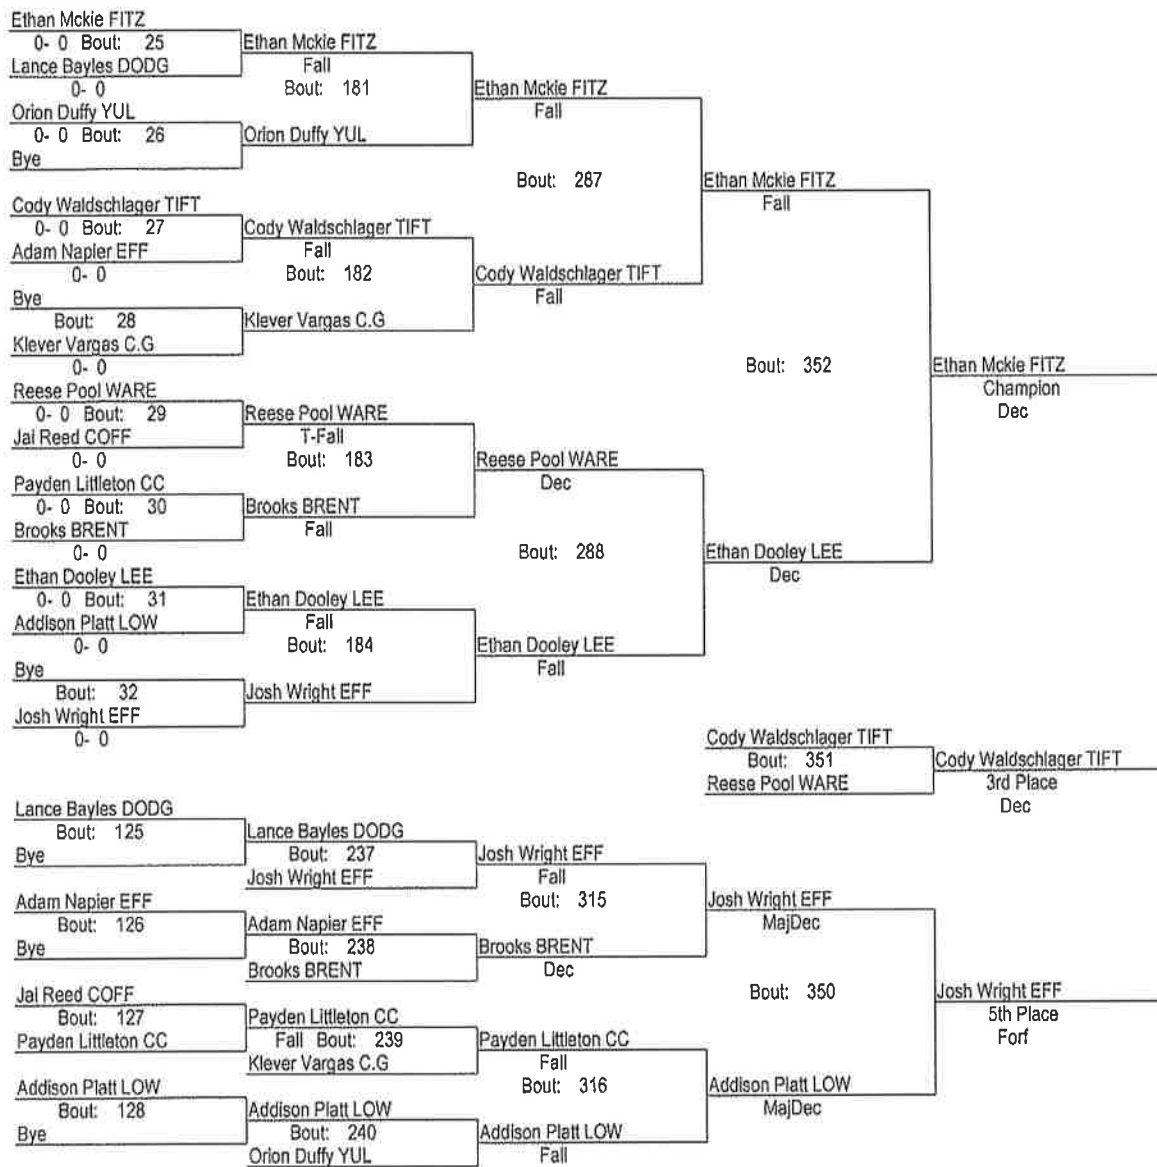 Ethan Mckie FITZ
0- 0 Bout: 25
Lance Bayles DODG
0- 0
Orion Duffy YUL
0- 0 Bout: 26
Bye
Cody Waldschlager TIFT
0- 0 Bout: 27
Adam Napier EFF
0- 0
Bye
Bout: 28
Klever Vargas C.G
0- 0
Reese Pool WARE
0- 0 Bout: 29
Jai Reed COFF
0- 0
Payden Littleton CC
0- 0 Bout: 30
Brooks BRENT
0- 0
Ethan Dooley LEE
0- 0 Bout: 31
Addison Platt LOW
0- 0
Bye
Bout: 32
Josh Wright EFF
0- 0
Ethan Mckie FITZ
Fall
Bout: 181
Orion Duffy YUL
Cody Waldschlager TIFT
Fall
Bout: 182
Klever Vargas C.G
Reese Pool WARE
T-Fall
Bout: 183
Brooks BRENT
Fall
Ethan Dooley LEE
Fall
Bout: 184
Josh Wright EFF
Ethan Mckie FITZ
Fall
Bout: 287
Cody Waldschlager TIFT
Fall
Reese Pool WARE
Dec
Bout: 288
Ethan Dooley LEE
Fall
Ethan Mckie FITZ
Fall
Bout: 352
Ethan Dooley LEE
Dec
Ethan Mckie FITZ
Champion
Dec
Cody Waldschlager TIFT
Bout: 351
Reese Pool WARE
Cody Waldschlager TIFT
3rd Place
Dec
Lance Bayles DODG
Bout: 125
Bye
Adam Napier EFF
Bout: 126
Bye
Jai Reed COFF
Bout: 127
Payden Littleton CC
Addison Platt LOW
Bout: 128
Bye
Lance Bayles DODG
Bout: 237
Josh Wright EFF
Adam Napier EFF
Bout: 238
Brooks BRENT
Payden Littleton CC
Fall Bout: 239
Klever Vargas C.G
Addison Platt LOW
Bout: 240
Orion Duffy YUL
Josh Wright EFF
Fall
Bout: 315
Brooks BRENT
Dec
Payden Littleton CC
Fall
Bout: 316
Addison Platt LOW
Fall
Josh Wright EFF
MajDec
Bout: 350
Addison Platt LOW
MajDec
Josh Wright EFF
5th Place
Forf